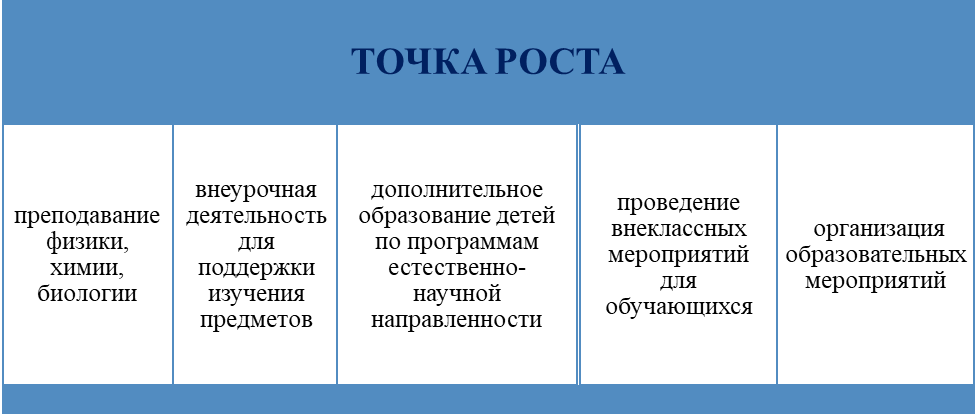 ТОЧКА РОСТА
преподавание
физики,
химии,
биологии
внеурочная
деятельность
для
поддержки
изучения
предметов
дополнительное
образование детей
по программам
естественно-
научной
направленности
проведение
внеклассных
мероприятий
для
обучающихся
организация
образовательных
мероприятий